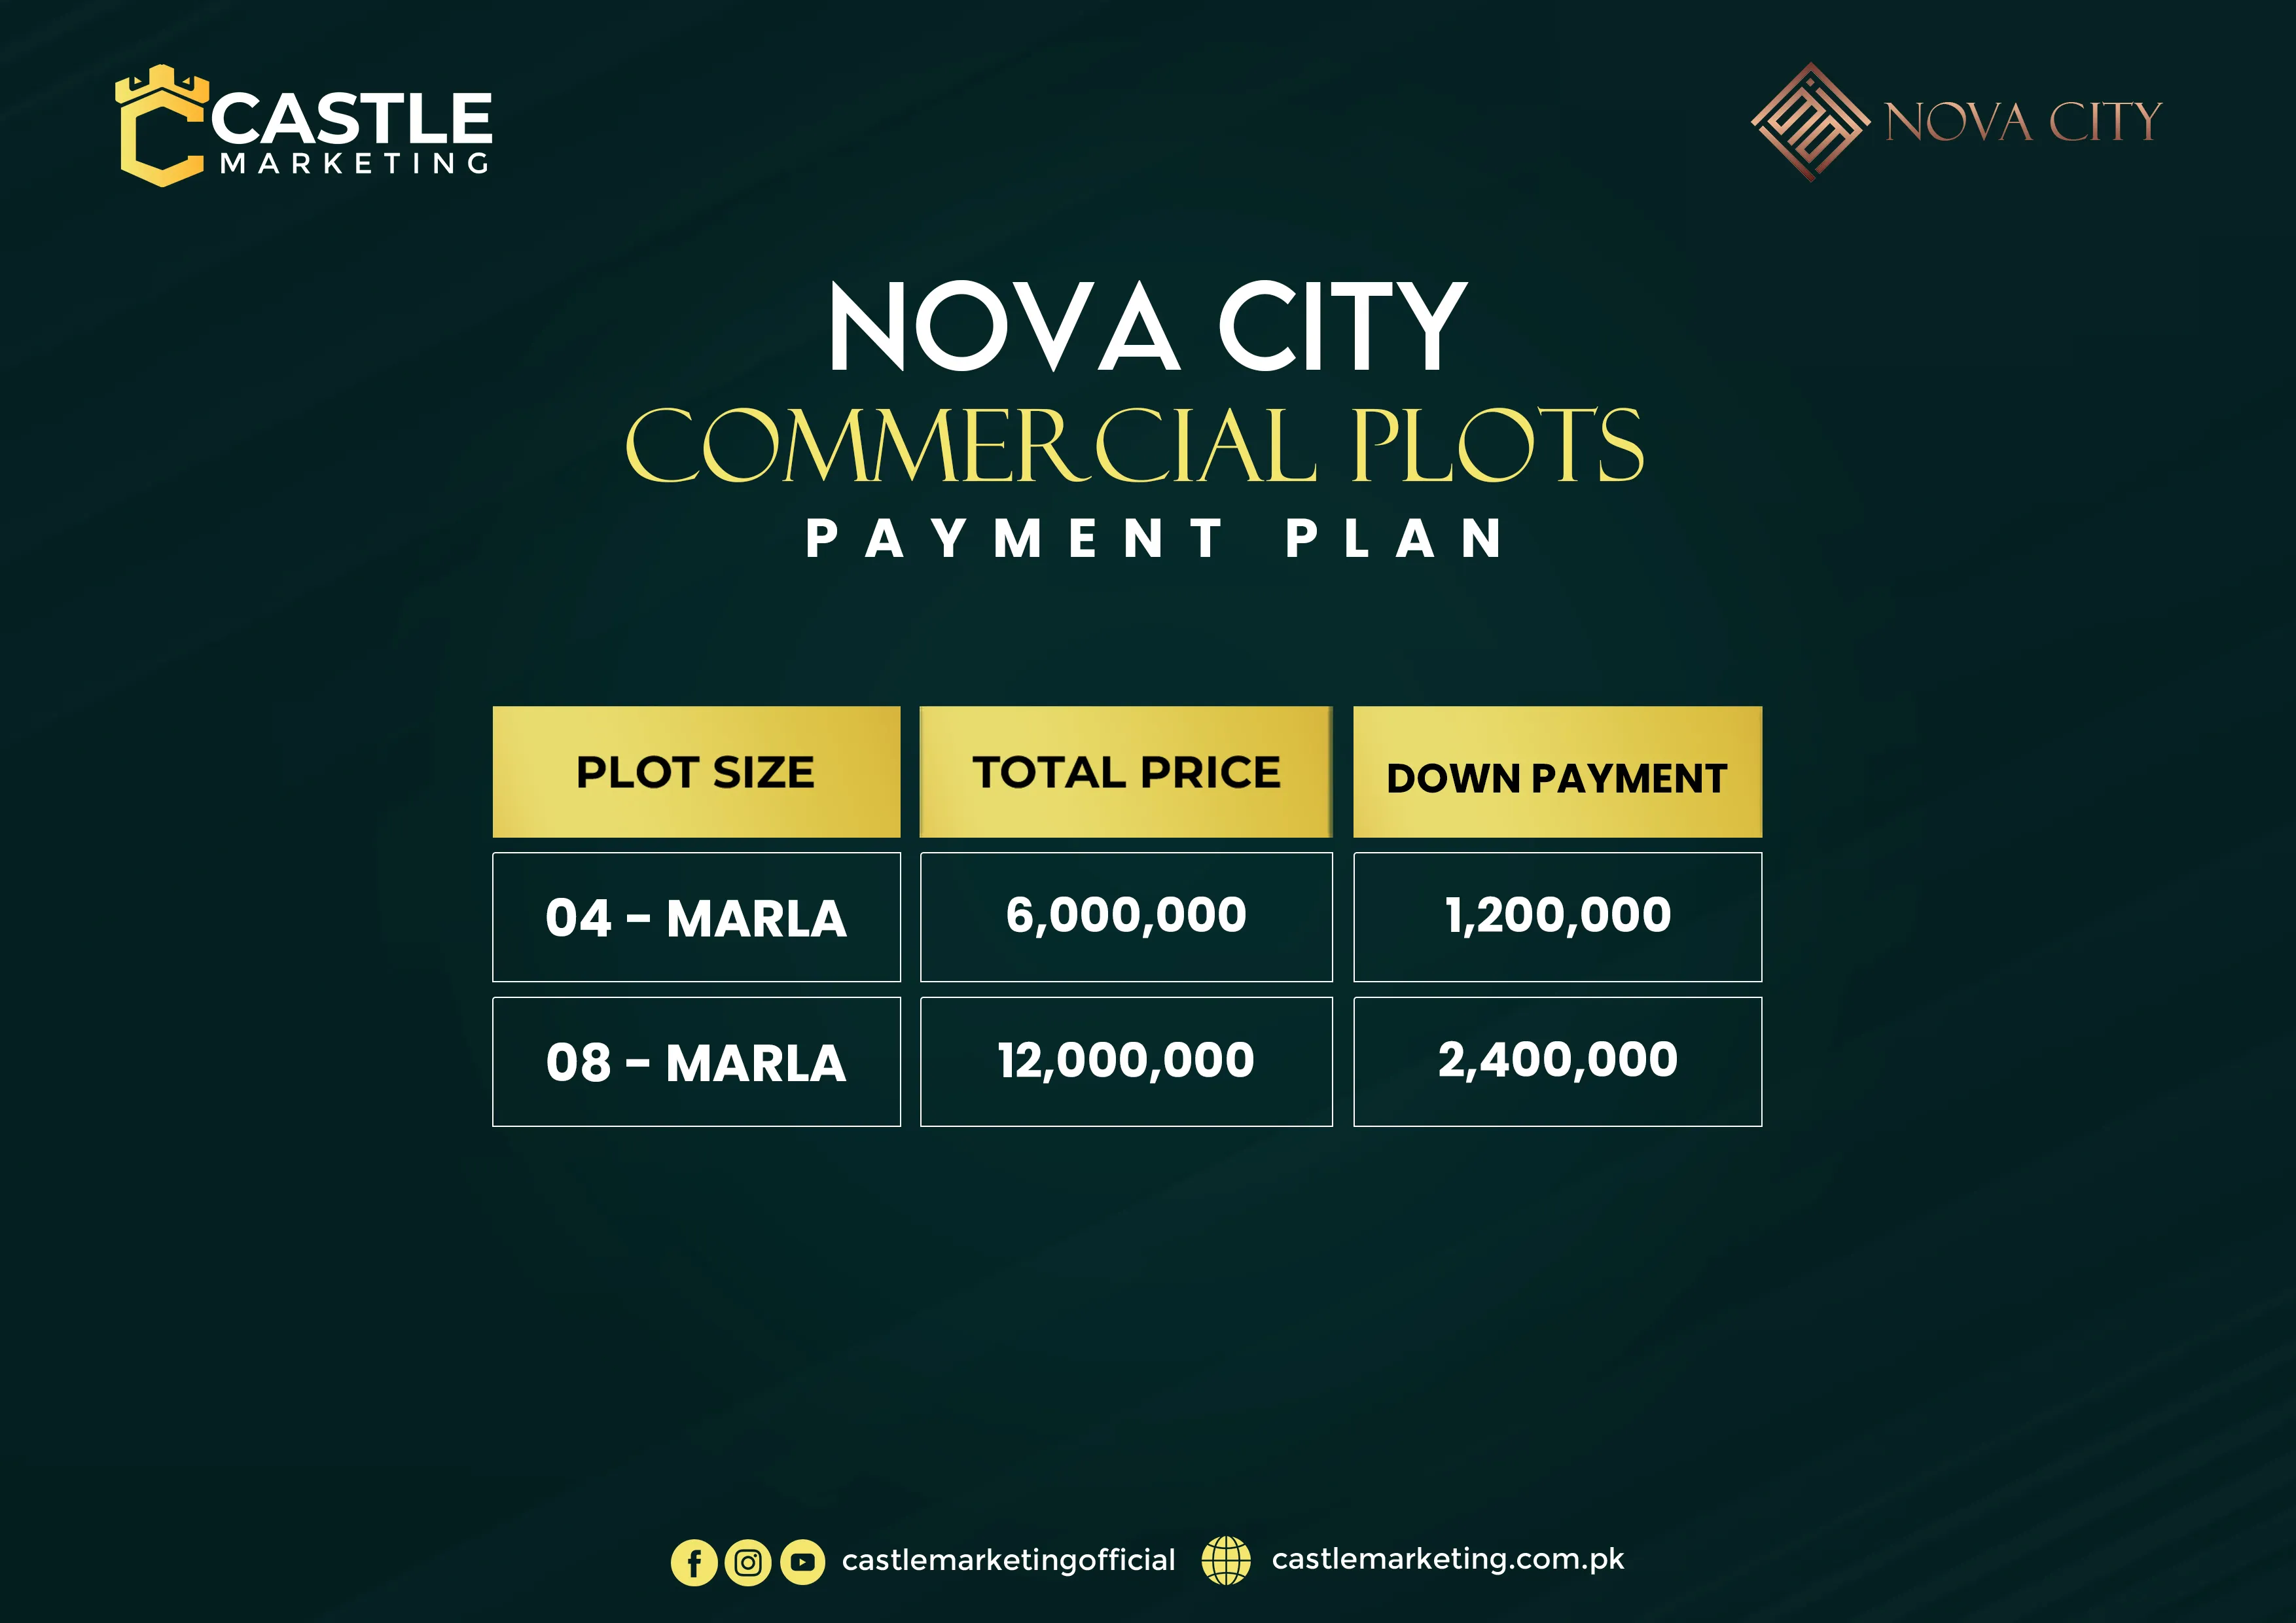 CASTLE
MARKETING
NOVA CITY
NOVA CITY
COMMERCIAL PLOTS
PAYMENT PLAN
PLOT SIZE TOTAL PRICE DOWN PAYMENT
04 - MARLA 6,000,000 1,200,000
08 - MARLA 12,000,000 2,400,000
castlemarketingofficial castlemarketing.com.pk